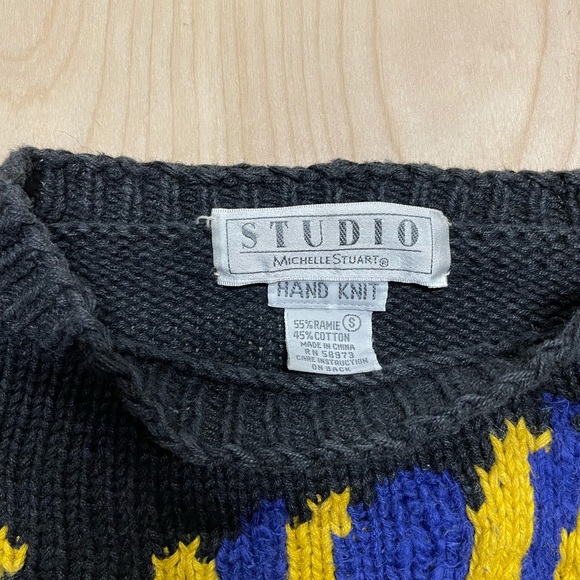 STUDIO
MICHELLE STUART®
HAND KNIT
55% RAMIE S
45% COTTON
MADE IN CHINA
RN 58973
CARE INSTRUCTION
ON BACK